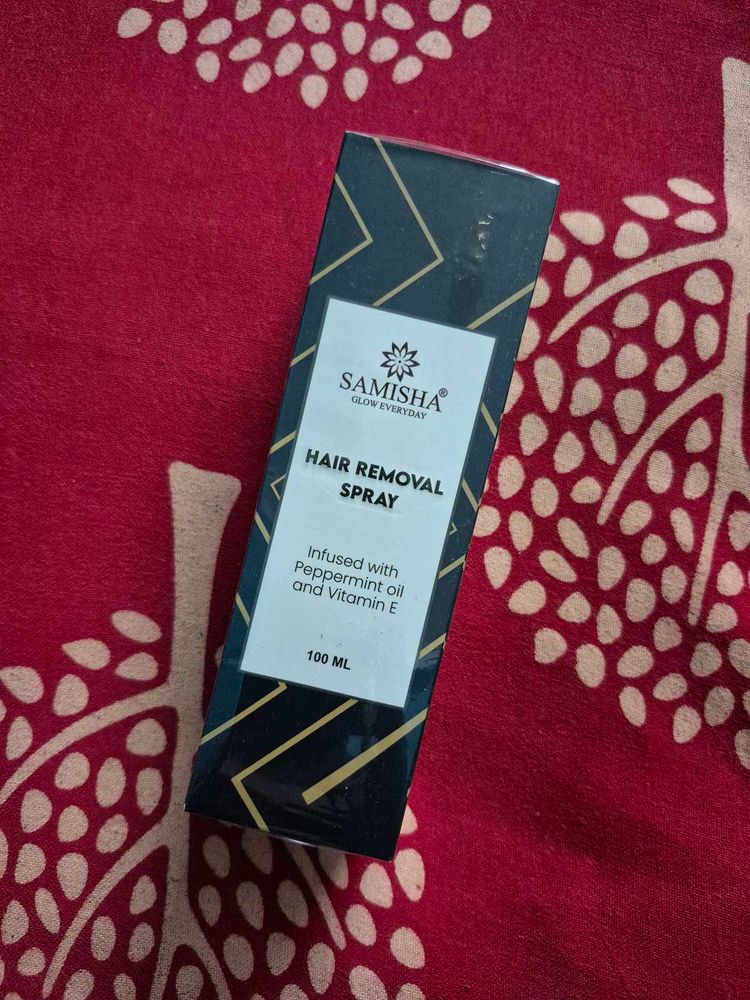 SAMISHA®
GLOW EVERYDAY
HAIR REMOVAL
SPRAY
Infused with
Peppermint oil
and Vitamin E
100 ML